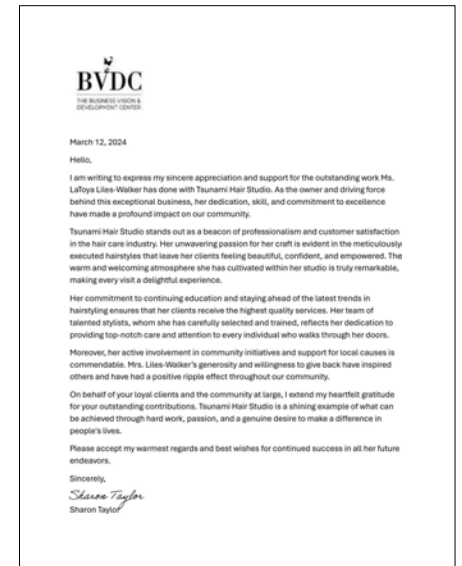 BVDC
THE BUSINESS VISION &
DEVELOPMENT CENTER
March 12, 2024
Hello,
I am writing to express my sincere appreciation and support for the outstanding work Ms.
LaToya Liles-Walker has done with Tsunami Hair Studio. As the owner and driving force
behind this exceptional business, her dedication, skill, and commitment to excellence
have made a profound impact on our community.
Tsunami Hair Studio stands out as a beacon of professionalism and customer satisfaction
in the hair care industry. Her unwavering passion for her craft is evident in the meticulously
executed hairstyles that leave her clients feeling beautiful, confident, and empowered. The
warm and welcoming atmosphere she has cultivated within her studio is truly remarkable,
making every visit a delightful experience.
Her commitment to continuing education and staying ahead of the latest trends in
hairstyling ensures that her clients receive the highest quality services. Her team of
talented stylists, whom she has carefully selected and trained, reflects her dedication to
providing top-notch care and attention to every individual who walks through her doors.
Moreover, her active involvement in community initiatives and support for local causes is
commendable. Mrs. Liles-Walker's generosity and willingness to give back have inspired
others and have had a positive ripple effect throughout our community.
On behalf of your loyal clients and the community at large, I extend my heartfelt gratitude
for your outstanding contributions. Tsunami Hair Studio is a shining example of what can
be achieved through hard work, passion, and a genuine desire to make a difference in
people's lives.
Please accept my warmest regards and best wishes for continued success in all her future
endeavors.
Sincerely,
Sharon Taylor
Sharon Taylor